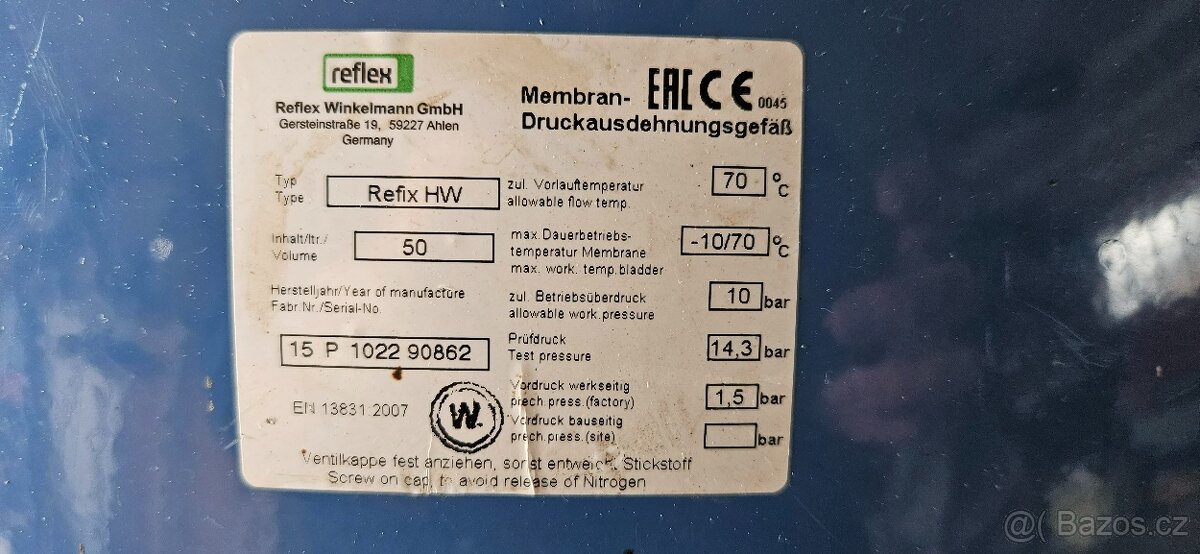 reflex
Reflex Winkelmann GmbH
Gersteinstraße 19, 59227 Ahlen
Germany
Membran- EAC CE 0045
Druckausdehnungsgefäß
Typ
Type
Refix HW
zul. Vorlauftemperatur
allowable flow temp.
70 °C
Inhalt/ltr./
Volume
50
max.Dauerbetriebs-
temperatur Membrane
max. work. temp.bladder
-10/70 °C
Herstelljahr/Year of manufacture
Fabr.Nr./Serial-No.
15 P 1022 90862
zul. Betriebsüberdruck
allowable work.pressure
10 bar
Prüfdruck
Test pressure
14,3 bar
Vordruck werkseitig
prech.press.(factory)
1,5 bar
Vordruck bauseitig
prech.press.(site)
bar
EN 13831:2007
W.
Ventilkappe fest anziehen, sonst entweich. Stickstoff
Screw on cap, to avoid release of Nitrogen
@( Bazos.cz